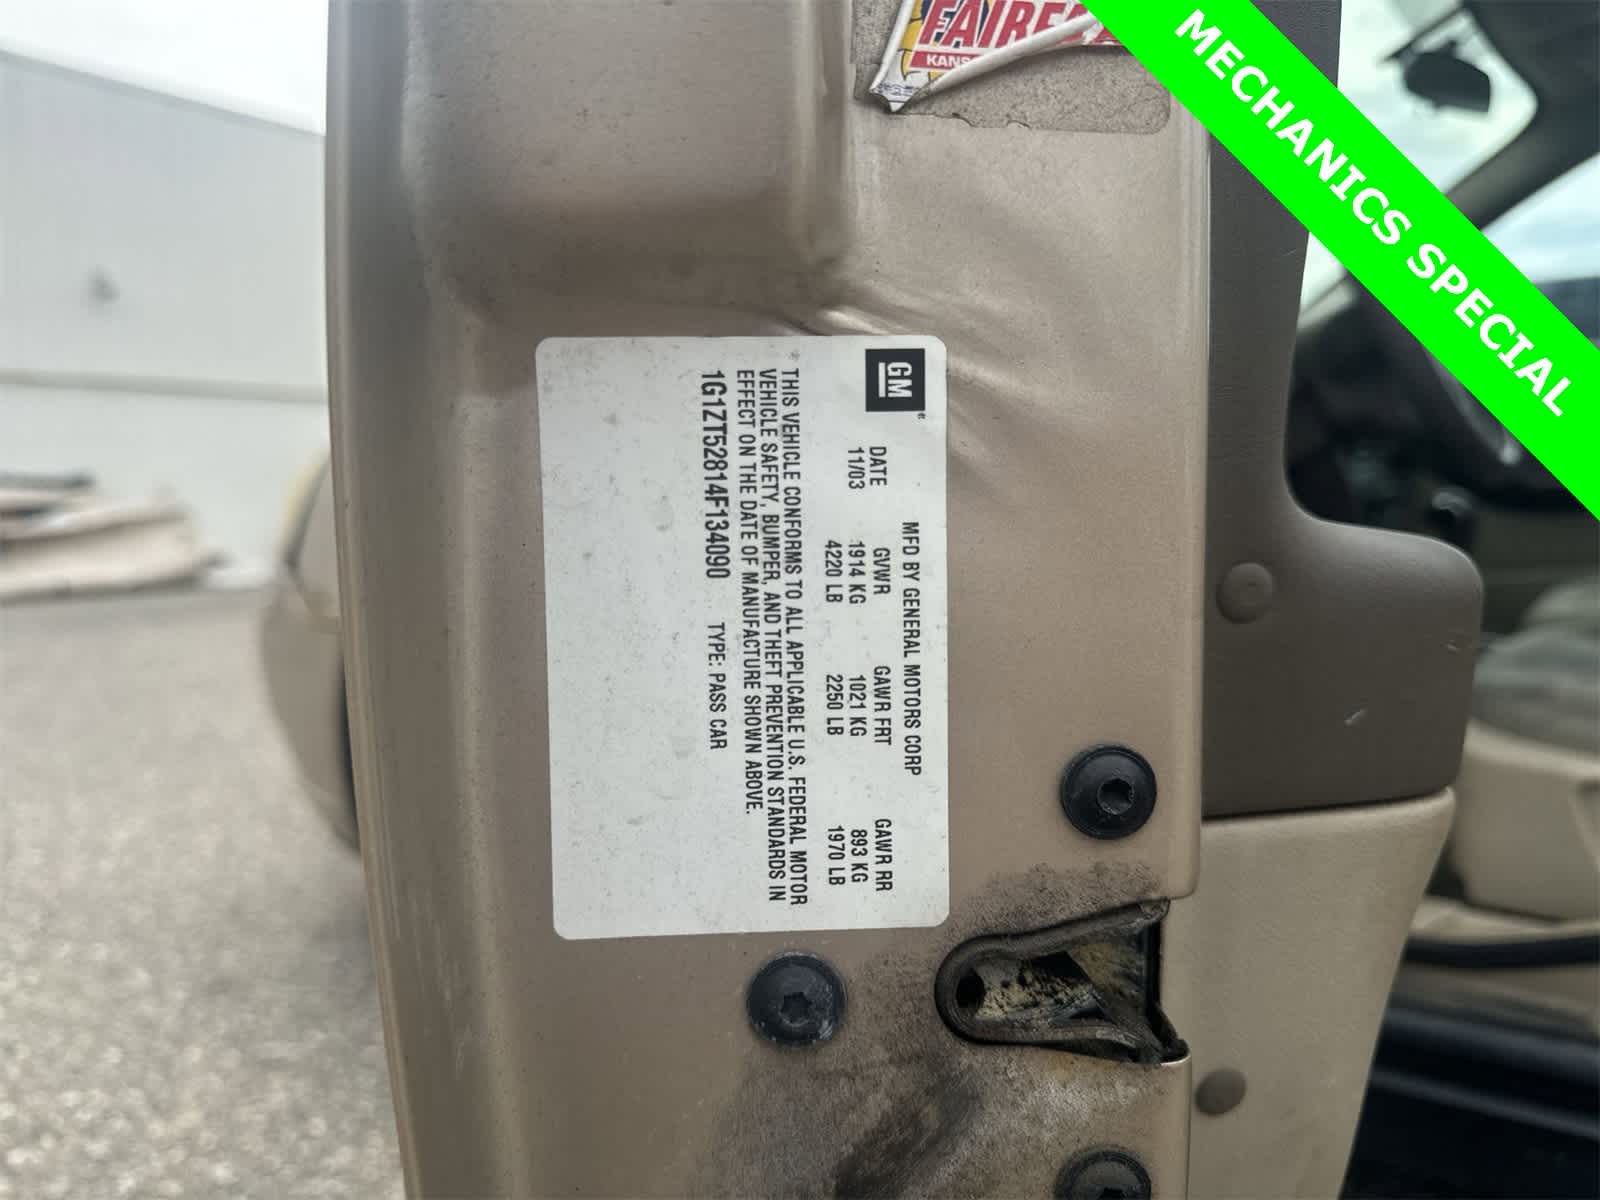 FAIRF
KANS
MECHANICS SPECIAL
GM
MFD BY GENERAL MOTORS CORP
DATE GVWR GAWR FRT GAWR RR
11/03 1914 KG 1021 KG 893 KG
4220 LB 2250 LB 1970 LB
THIS VEHICLE CONFORMS TO ALL APPLICABLE U.S. FEDERAL MOTOR
VEHICLE SAFETY, BUMPER, AND THEFT PREVENTION STANDARDS IN
EFFECT ON THE DATE OF MANUFACTURE SHOWN ABOVE.
1G1ZT52814F134090 TYPE: PASS CAR